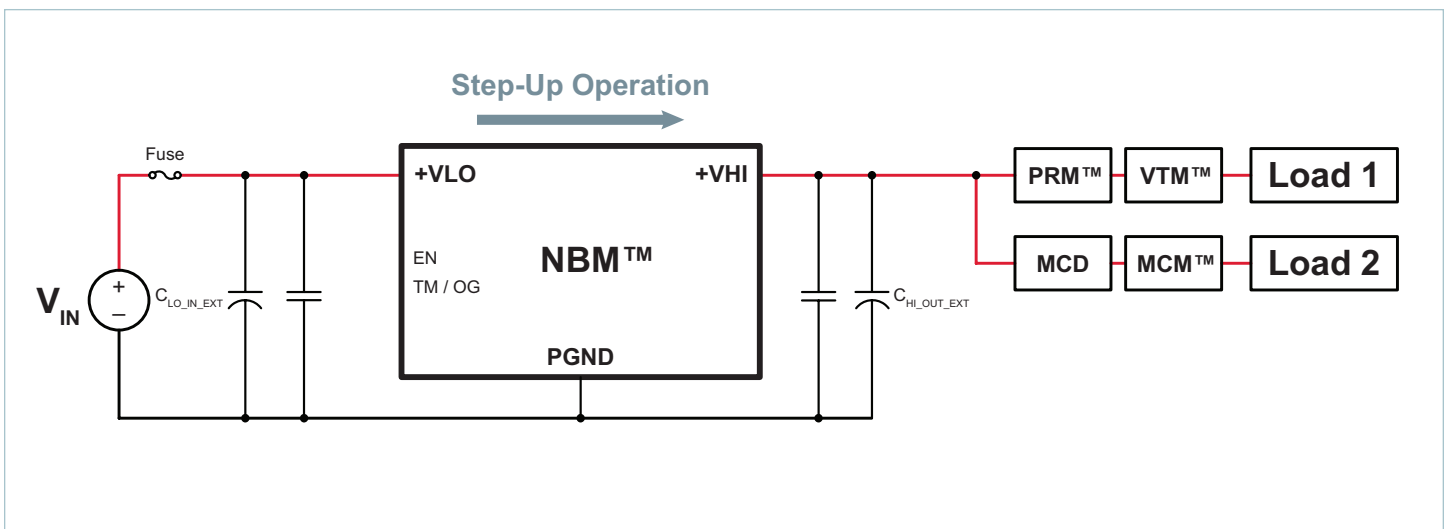 Step-Up Operation
Fuse
+VLO
+VHI
PRM™
VTM™
Load 1
EN
TM / OG
NBM™
MCD
MCM™
Load 2
VIN
+
–
CLO_IN_EXT
CHI_OUT_EXT
PGND